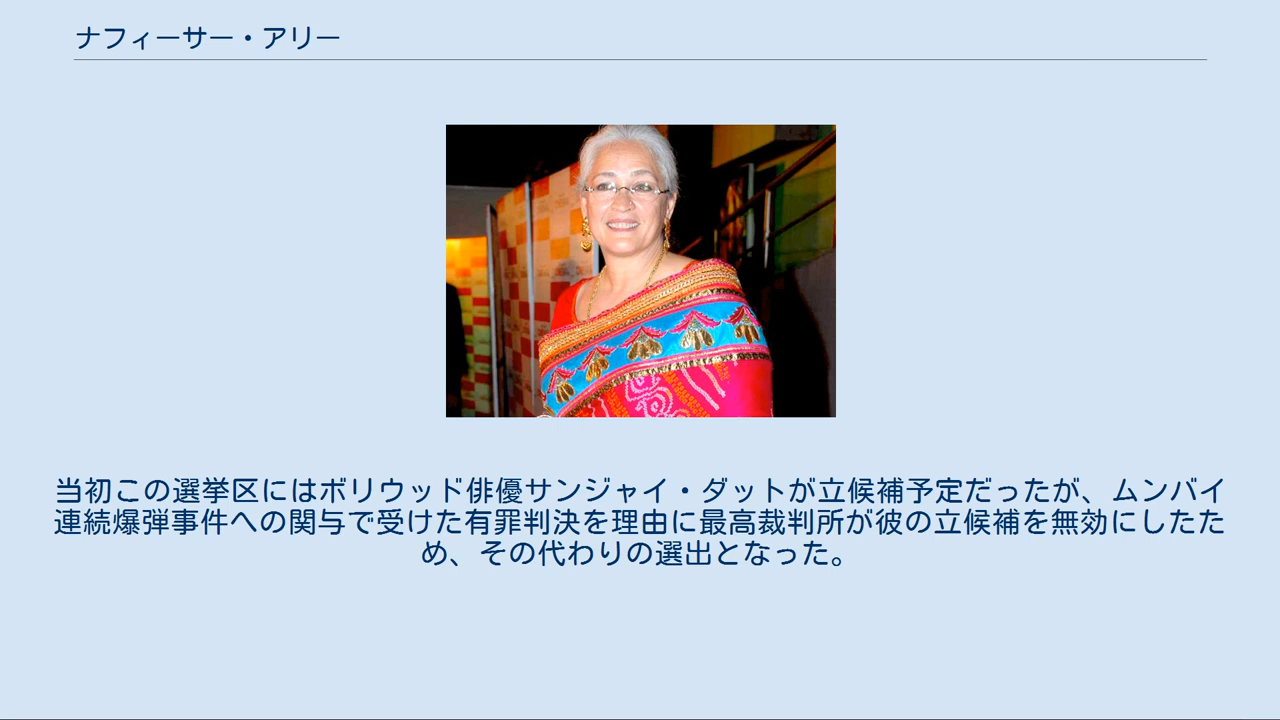 ナフィーサー・アリー
当初この選挙区にはボリウッド俳優サンジャイ・ダットが立候補予定だったが、ムンバイ
連続爆弾事件への関与で受けた有罪判決を理由に最高裁判所が彼の立候補を無効にしたた
め、その代わりの選出となった。